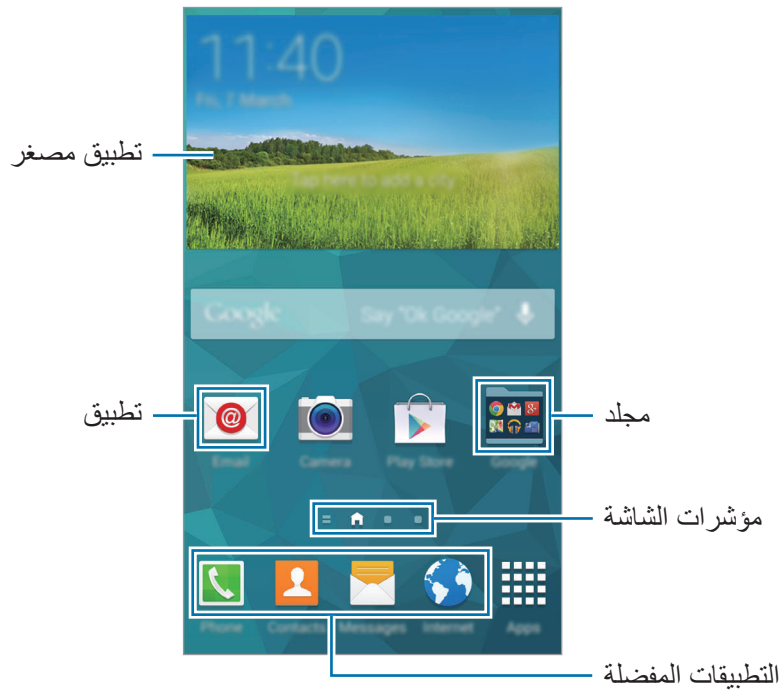 11:40
Fri, 7 March
تطبيق مصغر
Tap here to add a city
Google Say "Ok Google"
تطبيق
مجلد
Email Camera Play Store Google
مؤشرات الشاشة
Phone Contacts Messages Internet Apps
التطبيقات المفضلة